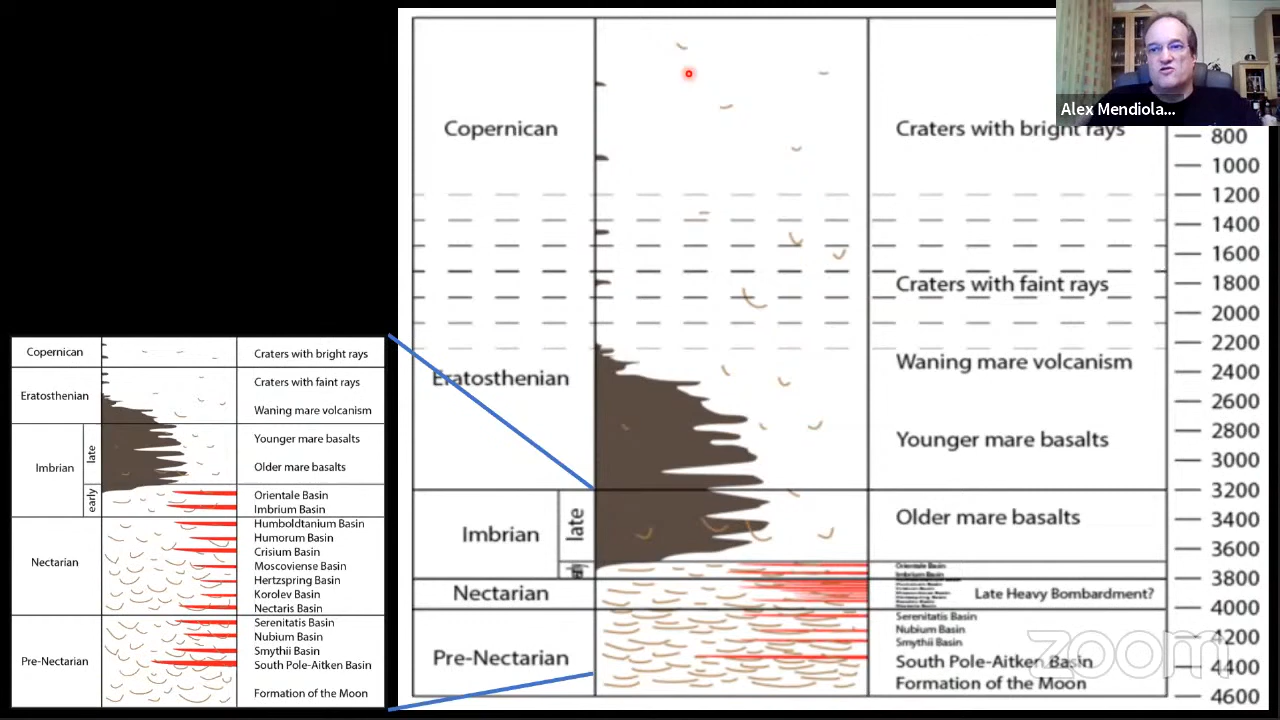 Copernican
Craters with bright rays
Craters with faint rays
Eratosthenian
Waning mare volcanism
late
Younger mare basalts
Imbrian
Older mare basalts
early
Orientale Basin
Imbrium Basin
Humboldtanium Basin
Humorum Basin
Crisium Basin
Nectarian
Moscoviense Basin
Hertzspring Basin
Korolev Basin
Nectaris Basin
Serenitatis Basin
Nubium Basin
Pre-Nectarian
Smythii Basin
South Pole-Aitken Basin
Formation of the Moon
Copernican
Craters with bright rays
Craters with faint rays
Eratosthenian
Waning mare volcanism
Younger mare basalts
Imbrian
late
Older mare basalts
Orientale Basin
Imbrium Basin
Nectarian
Late Heavy Bombardment?
Serenitatis Basin
Nubium Basin
Smythii Basin
Pre-Nectarian
South Pole-Aitken Basin
Formation of the Moon
800
1000
1200
1400
1600
1800
2000
2200
2400
2600
2800
3000
3200
3400
3600
3800
4000
4200
4400
4600
Alex Mendiola...
zoom